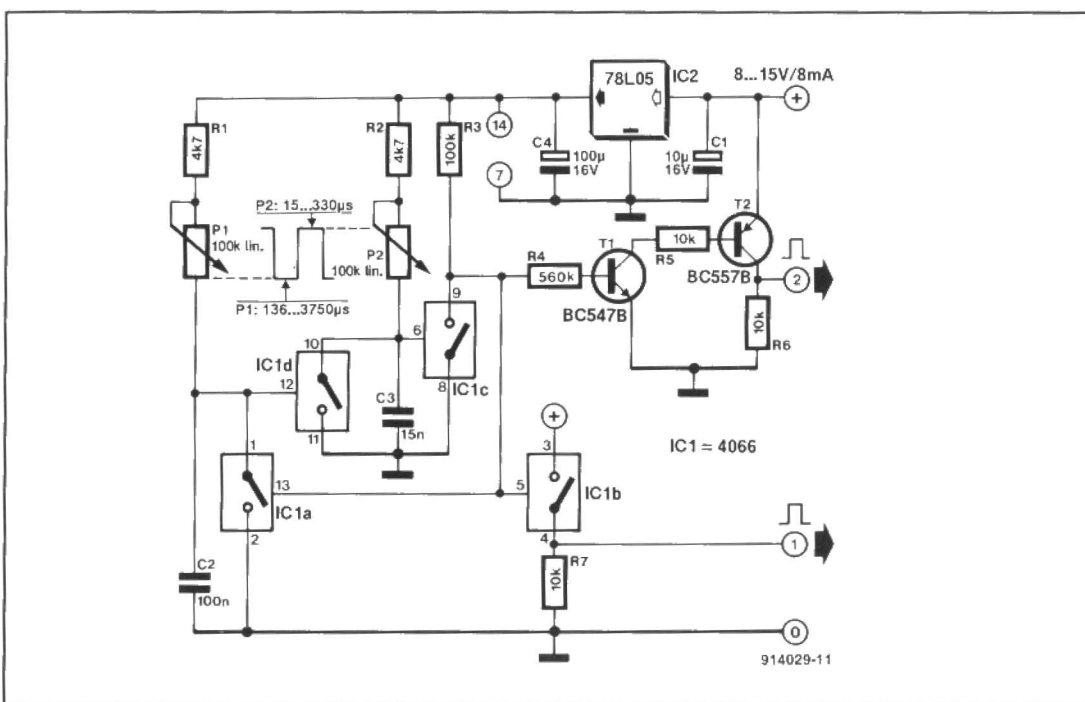 78L05
IC2
8...15V/8mA
+
R1
4k7
R2
4k7
R3
100k
14
C4
100µ
16V
C1
10µ
16V
7
P2: 15...330µs
P1
100k lin.
P2
100k lin.
P1: 136...3750µs
T2
BC557B
T1
BC547B
R4
560k
10k
R5
2
10k
R6
9
6
8
IC1c
10
IC1d
12
11
C3
15n
IC1 = 4066
+
3
5
IC1b
4
1
13
IC1a
2
1
R7
10k
C2
100n
0
914029-11